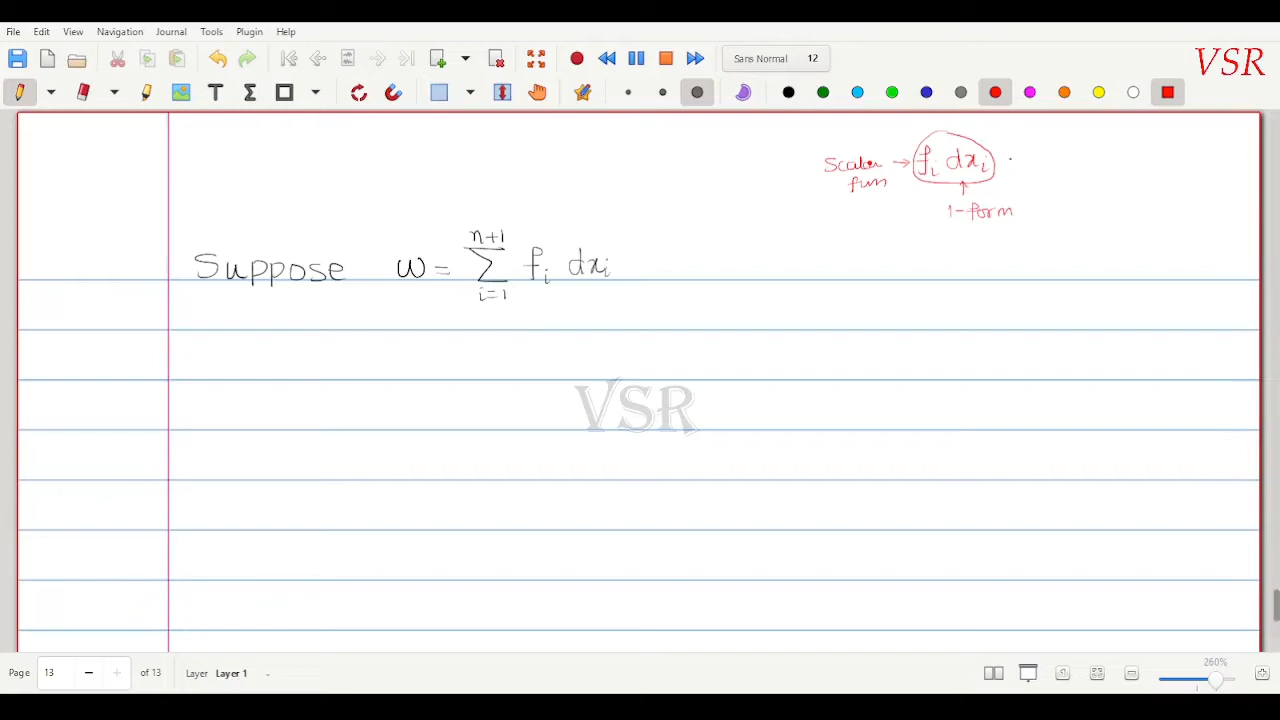 File Edit View Navigation Journal Tools Plugin Help
Sans Normal 12
VSR
Scalar → f_i dx_i
fun
1-form
Suppose ω = ∑_{i=1}^{n+1} f_i dx_i
VSR
Page 13 of 13 Layer Layer 1
260%